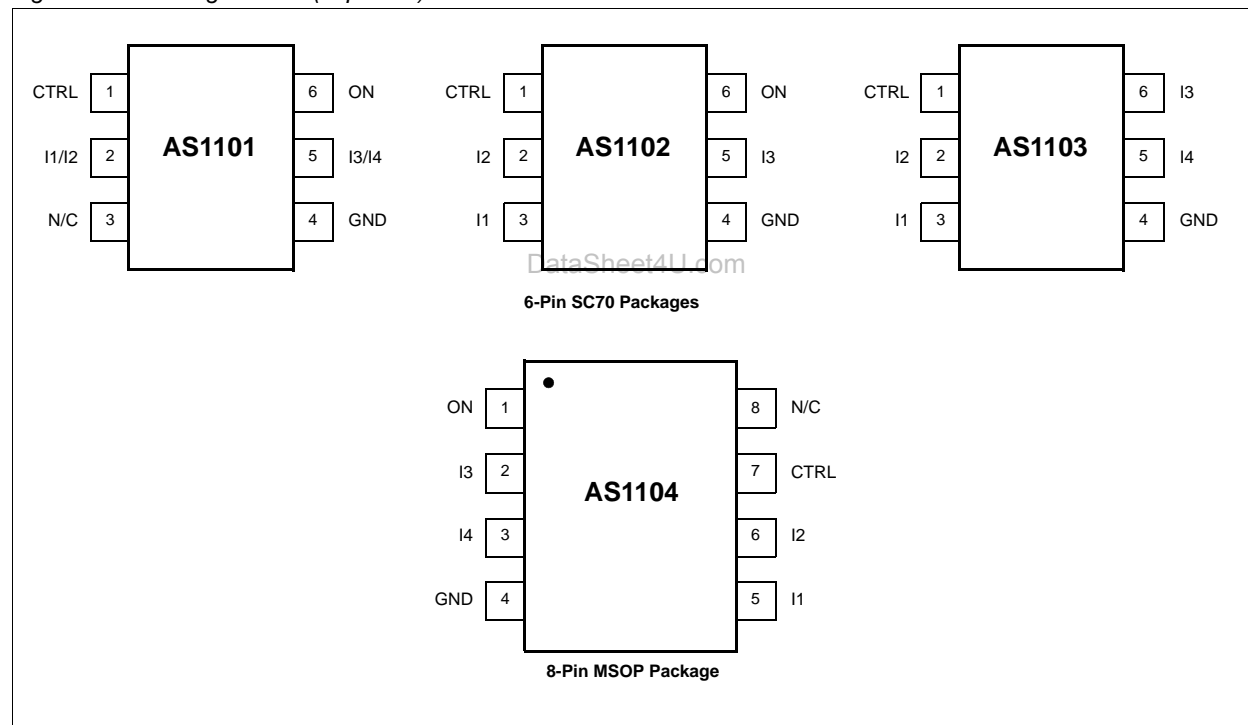 CTRL 1 AS1101 6 ON
I1/I2 2 5 I3/I4
N/C 3 4 GND
CTRL 1 AS1102 6 ON
I2 2 5 I3
I1 3 4 GND
CTRL 1 AS1103 6 I3
I2 2 5 I4
I1 3 4 GND
DataSheet4U.com
6-Pin SC70 Packages
ON 1 8 N/C
I3 2 7 CTRL
AS1104
I4 3 6 I2
GND 4 5 I1
8-Pin MSOP Package